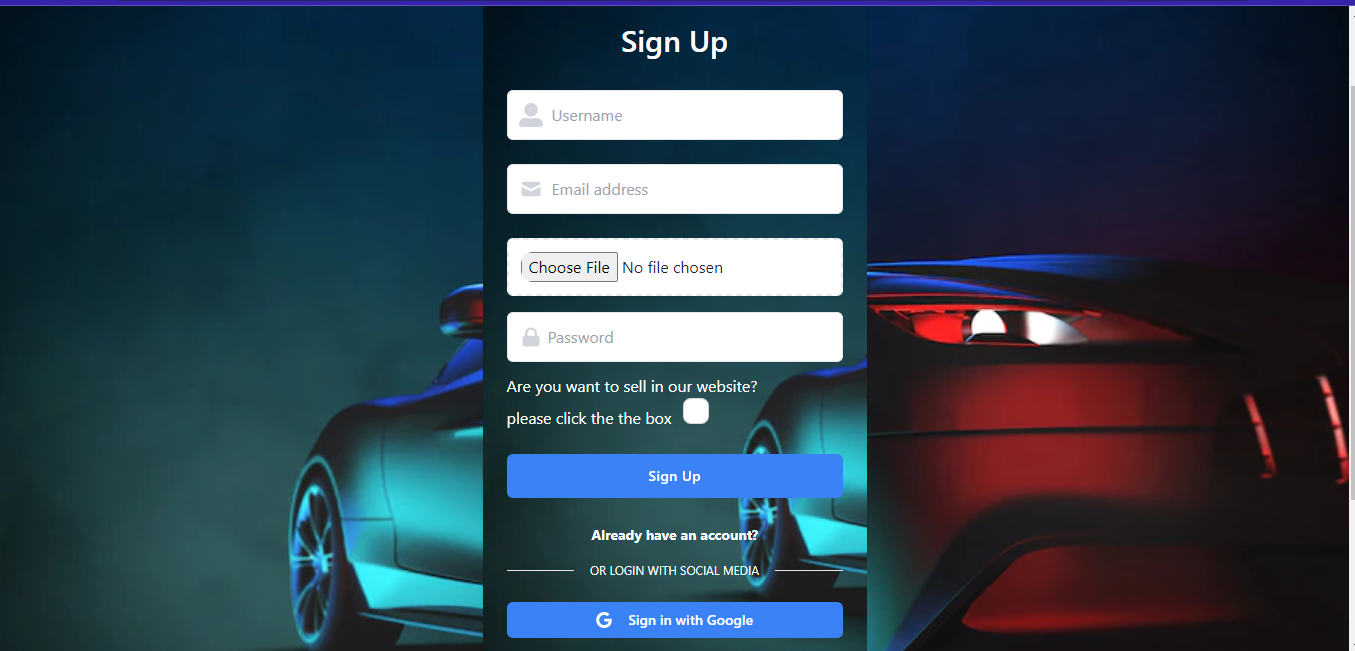 Sign Up
Username
Email address
Choose File No file chosen
Password
Are you want to sell in our website?
please click the the box
Sign Up
Already have an account?
OR LOGIN WITH SOCIAL MEDIA
G Sign in with Google